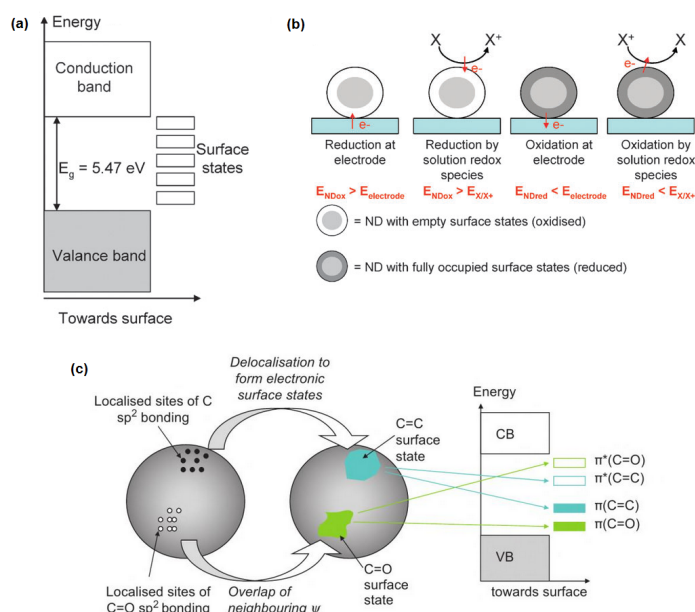 (a)
Energy
Conduction
band
E_g = 5.47 eV
Surface
states
Valance band
Towards surface
(b)
X X+
e-
e-
Reduction at
electrode
E_NDox > E_electrode
Reduction by
solution redox
species
E_NDox > E_X/X+
e-
Oxidation at
electrode
E_NDred < E_electrode
X+ X
e-
Oxidation by
solution redox
species
E_NDred < E_X/X+
= ND with empty surface states (oxidised)
= ND with fully occupied surface states (reduced)
(c)
Delocalisation to
form electronic
surface states
Localised sites of C
sp² bonding
C=C
surface
state
Localised sites of
C=O sp² bonding
Overlap of
neighbouring ψ
C=O
surface
state
Energy
CB
π*(C=O)
π*(C=C)
π(C=C)
π(C=O)
VB
towards surface